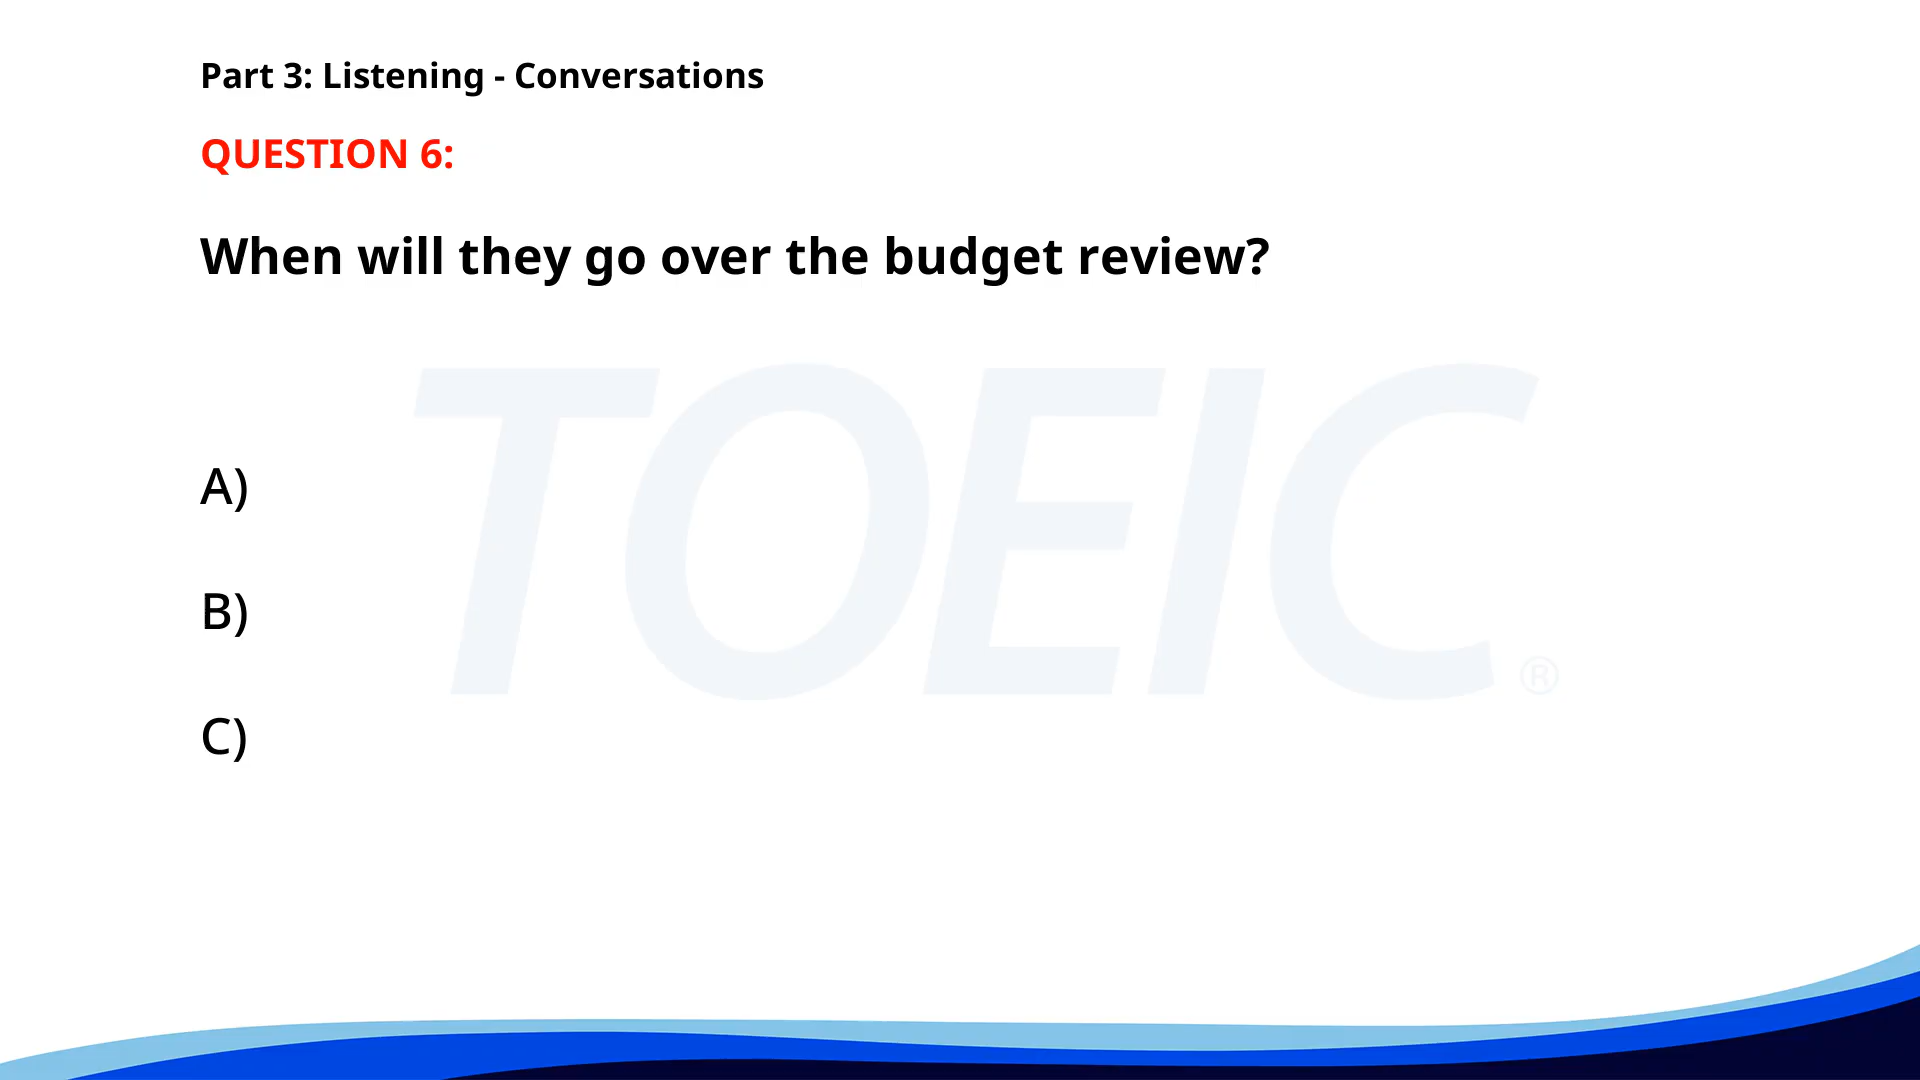 Part 3: Listening - Conversations
QUESTION 6:
When will they go over the budget review?
TOEIC®
A)
B)
C)